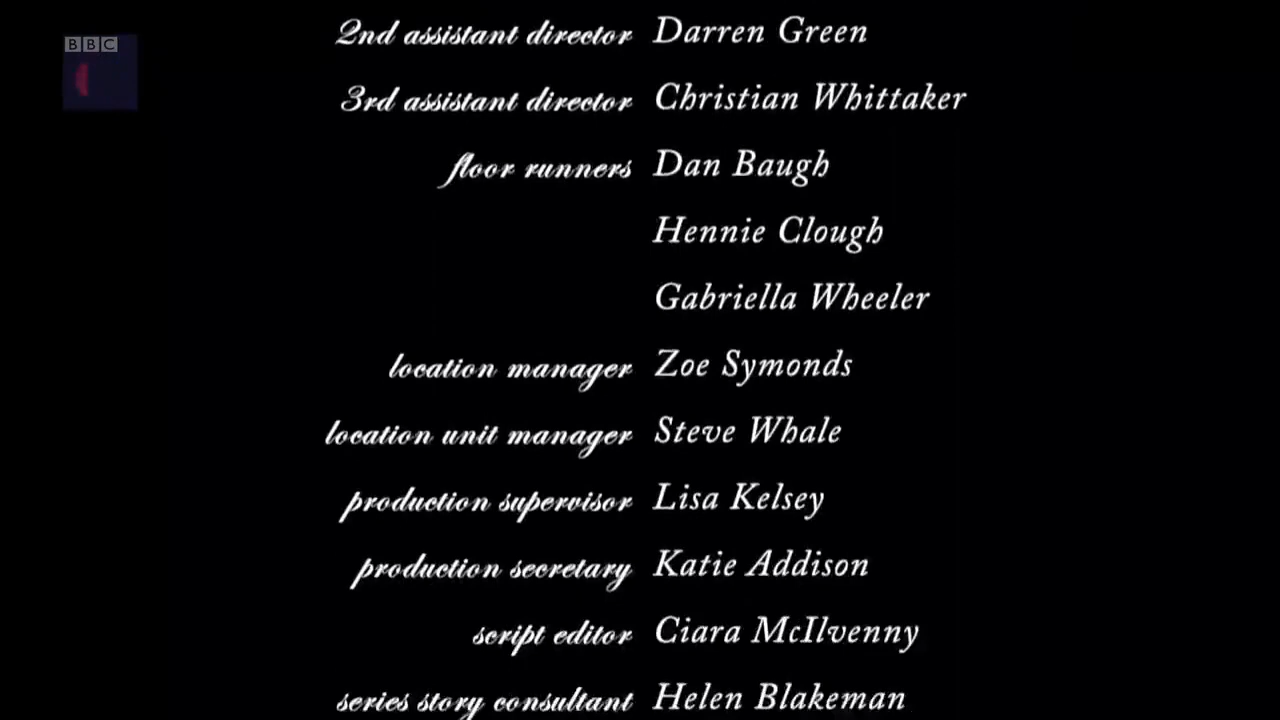 BBC
2nd assistant director Darren Green
3rd assistant director Christian Whittaker
floor runners Dan Baugh
Hennie Clough
Gabriella Wheeler
location manager Zoe Symonds
location unit manager Steve Whale
production supervisor Lisa Kelsey
production secretary Katie Addison
script editor Ciara McIlvenny
series story consultant Helen Blakeman